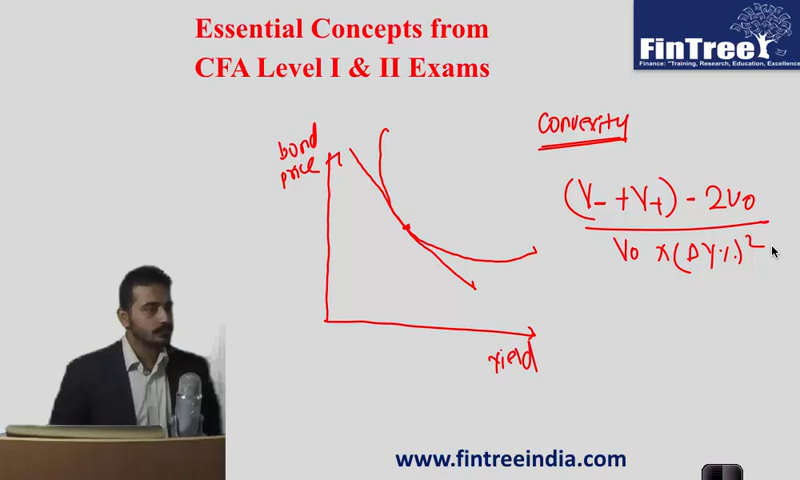 Essential Concepts from
CFA Level I & II Exams
FinTree
Finance: "Training, Research, Education, Excellence
Convexity
bond
price
(V- + V+) - 2V0
V0 x (ΔY%)²
yield
www.fintreeindia.com